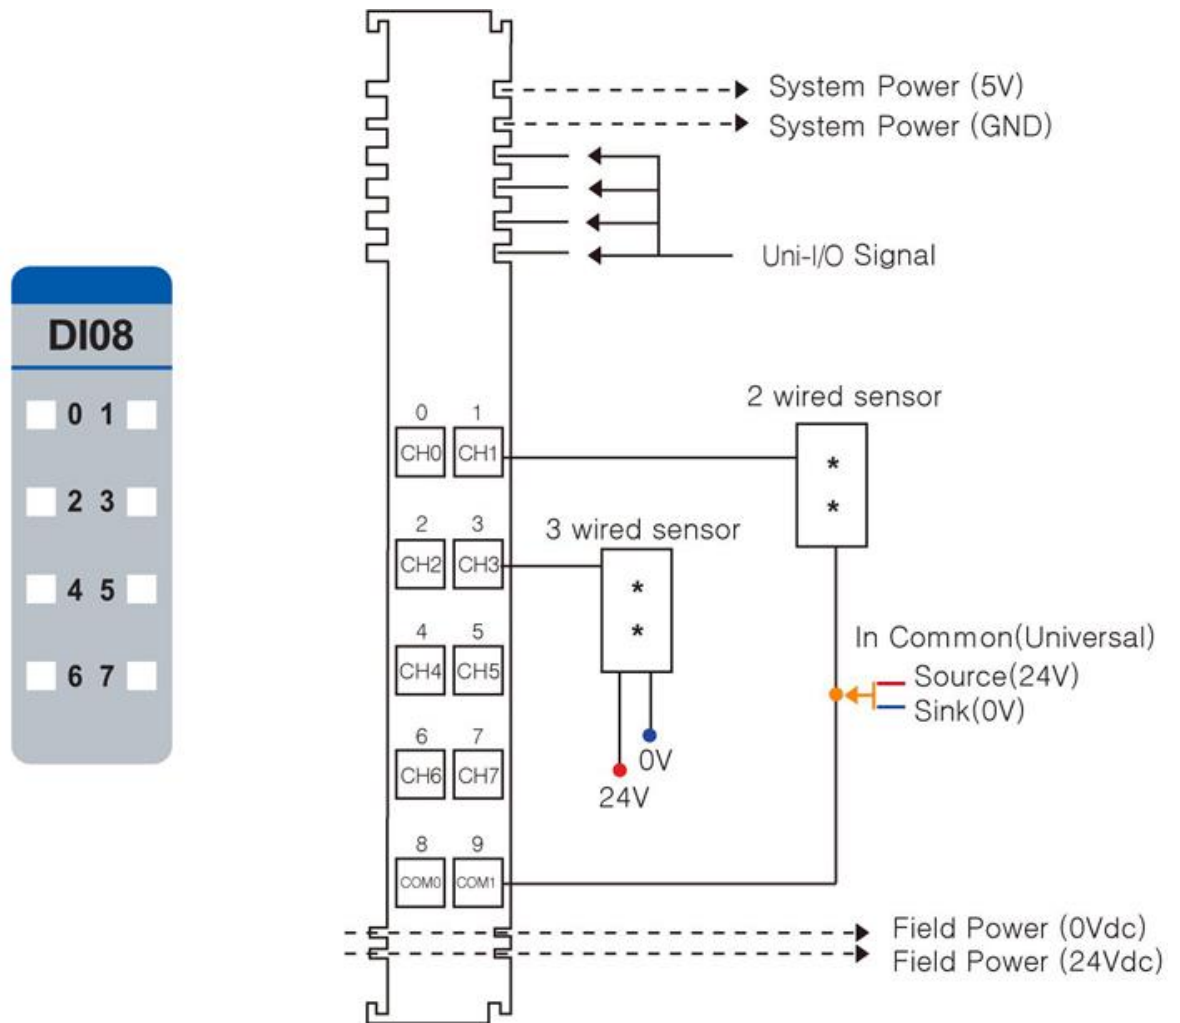 DI08
0 1
2 3
4 5
6 7
System Power (5V)
System Power (GND)
Uni-I/O Signal
0 1
CH0 CH1
2 3
CH2 CH3
4 5
CH4 CH5
6 7
CH6 CH7
8 9
COM0 COM1
2 wired sensor
*
*
3 wired sensor
*
*
0V
24V
In Common(Universal)
Source(24V)
Sink(0V)
Field Power (0Vdc)
Field Power (24Vdc)